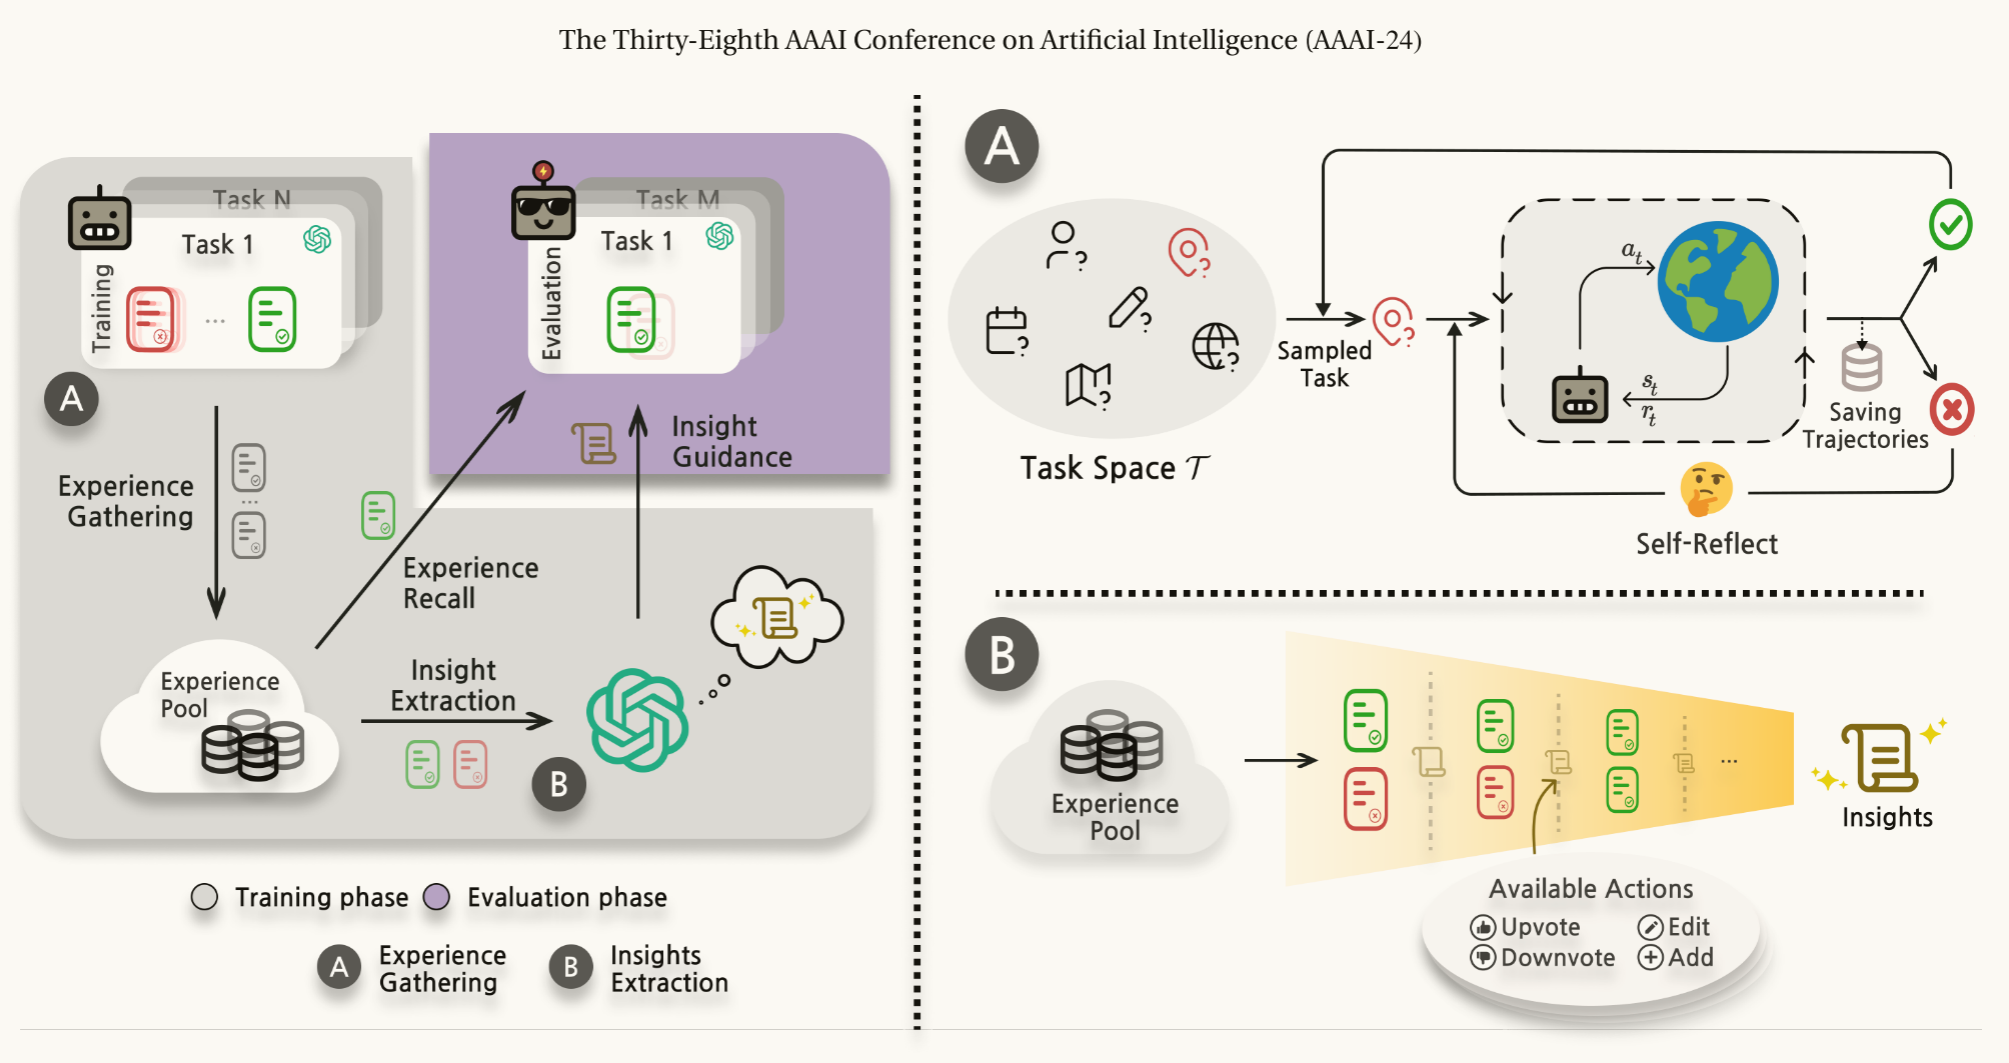 The Thirty-Eighth AAAI Conference on Artificial Intelligence (AAAI-24)
Task N
Task 1
Training
A
Experience
Gathering
Task M
Task 1
Evaluation
Insight
Guidance
Experience
Recall
Experience
Pool
Insight
Extraction
B
Training phase
Evaluation phase
A
Experience
Gathering
B
Insights
Extraction
A
Task Space 𝒯
Sampled
Task
a_t
s_t
r_t
Saving
Trajectories
Self-Reflect
B
Experience
Pool
...
Insights
Available Actions
Upvote
Edit
Downvote
Add